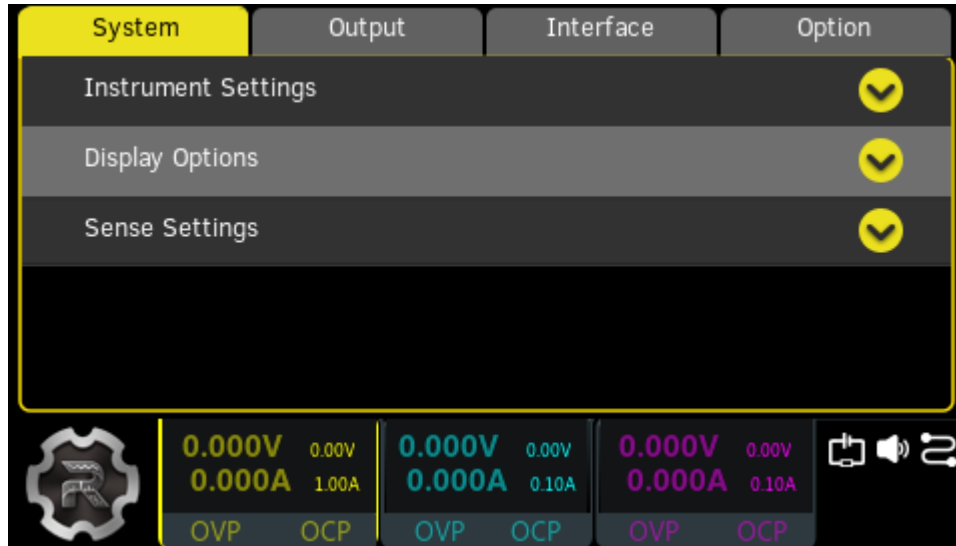 System Output Interface Option
Instrument Settings
Display Options
Sense Settings
0.000V 0.00V 0.000V 0.00V 0.000V 0.00V
0.000A 1.00A 0.000A 0.10A 0.000A 0.10A
OVP OCP OVP OCP OVP OCP
R